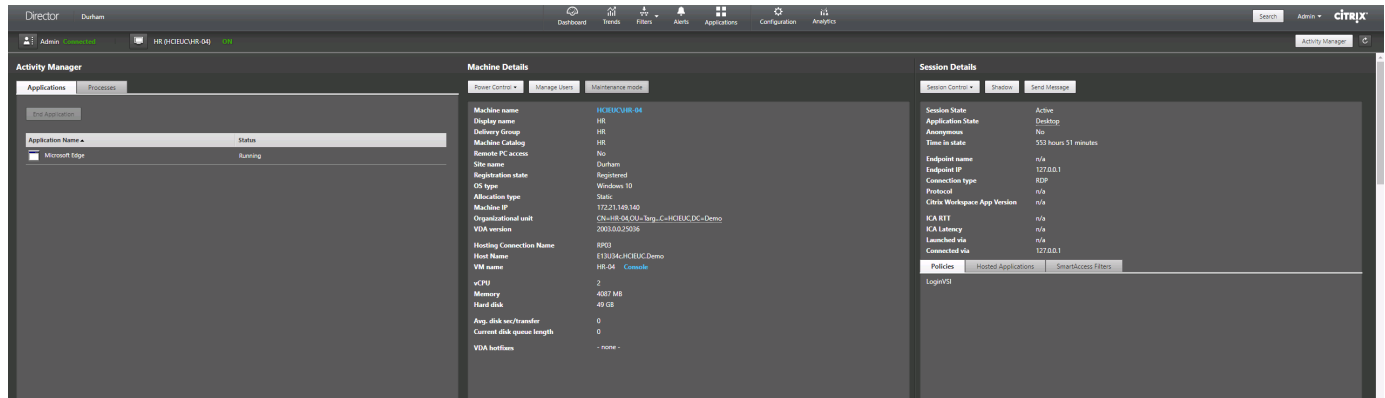 Director Durham Dashboard Trends Filters Alerts Applications Configuration Analytics Search Admin CITRIX
Admin Connected HR (HCIEUC\HR-04) ON Activity Manager
Activity Manager
Applications Processes
End Application
Application Name Status
Microsoft Edge Running
Machine Details
Power Control Manage Users Maintenance mode
Machine name HCIEUC\HR-04
Display name HR
Delivery Group HR
Machine Catalog HR
Remote PC access No
Site name Durham
Registration state Registered
OS type Windows 10
Allocation type Static
Machine IP 172.21.149.140
Organizational unit CN=HR-04,OU=Targ...C=HCIEUC,DC=Demo
VDA version 2003.0.0.25036
Hosting Connection Name RP03
Host Name E13U34c.HCIEUC.Demo
VM name HR-04 Console
vCPU 2
Memory 4087 MB
Hard disk 49 GB
Avg. disk sec/transfer 0
Current disk queue length 0
VDA hotfixes - none -
Session Details
Session Control Shadow Send Message
Session State Active
Application State Desktop
Anonymous No
Time in state 553 hours 51 minutes
Endpoint name n/a
Endpoint IP 127.0.0.1
Connection type RDP
Protocol n/a
Citrix Workspace App Version n/a
ICA RTT n/a
ICA Latency n/a
Launched via n/a
Connected via 127.0.0.1
Policies Hosted Applications SmartAccess Filters
LoginVSI